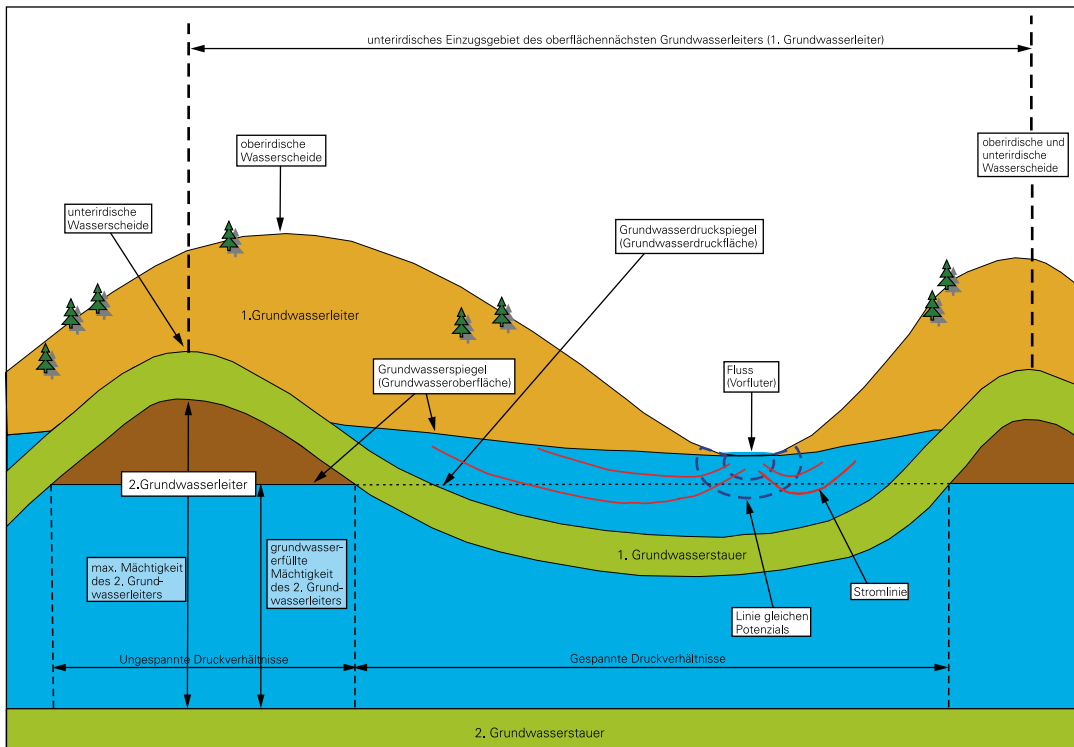 unterirdisches Einzugsgebiet des oberflächennächsten Grundwasserleiters (1. Grundwasserleiter)
oberirdische
Wasserscheide
oberirdische und
unterirdische
Wasserscheide
unterirdische
Wasserscheide
Grundwasserdruckspiegel
(Grundwasserdruckfläche)
1.Grundwasserleiter
Grundwasserspiegel
(Grundwasseroberfläche)
Fluss
(Vorfluter)
2.Grundwasserleiter
1. Grundwasserstauer
max. Mächtigkeit
des 2. Grund-
wasserleiters
grundwasser-
erfüllte
Mächtigkeit
des 2. Grund-
wasserleiters
Stromlinie
Linie gleichen
Potenzials
Ungespannte Druckverhältnisse
Gespannte Druckverhältnisse
2. Grundwasserstauer